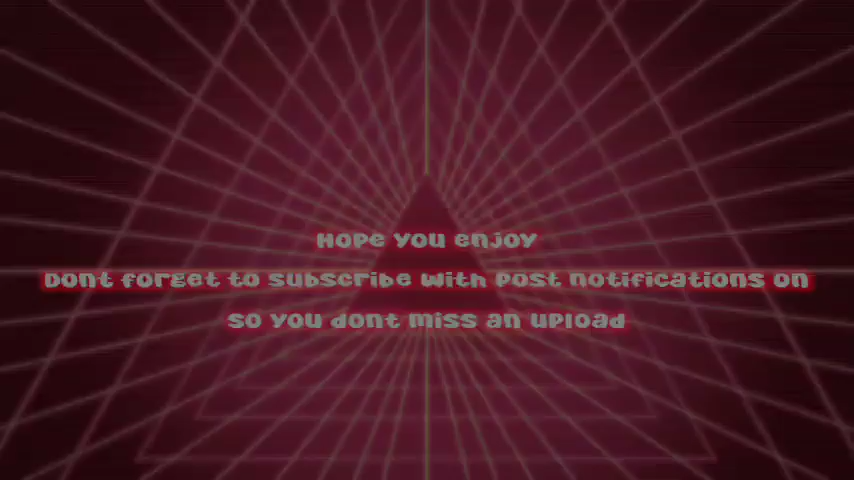 Hope you enjoy
Dont forget to subscribe with post notifications on
so you dont miss an upload